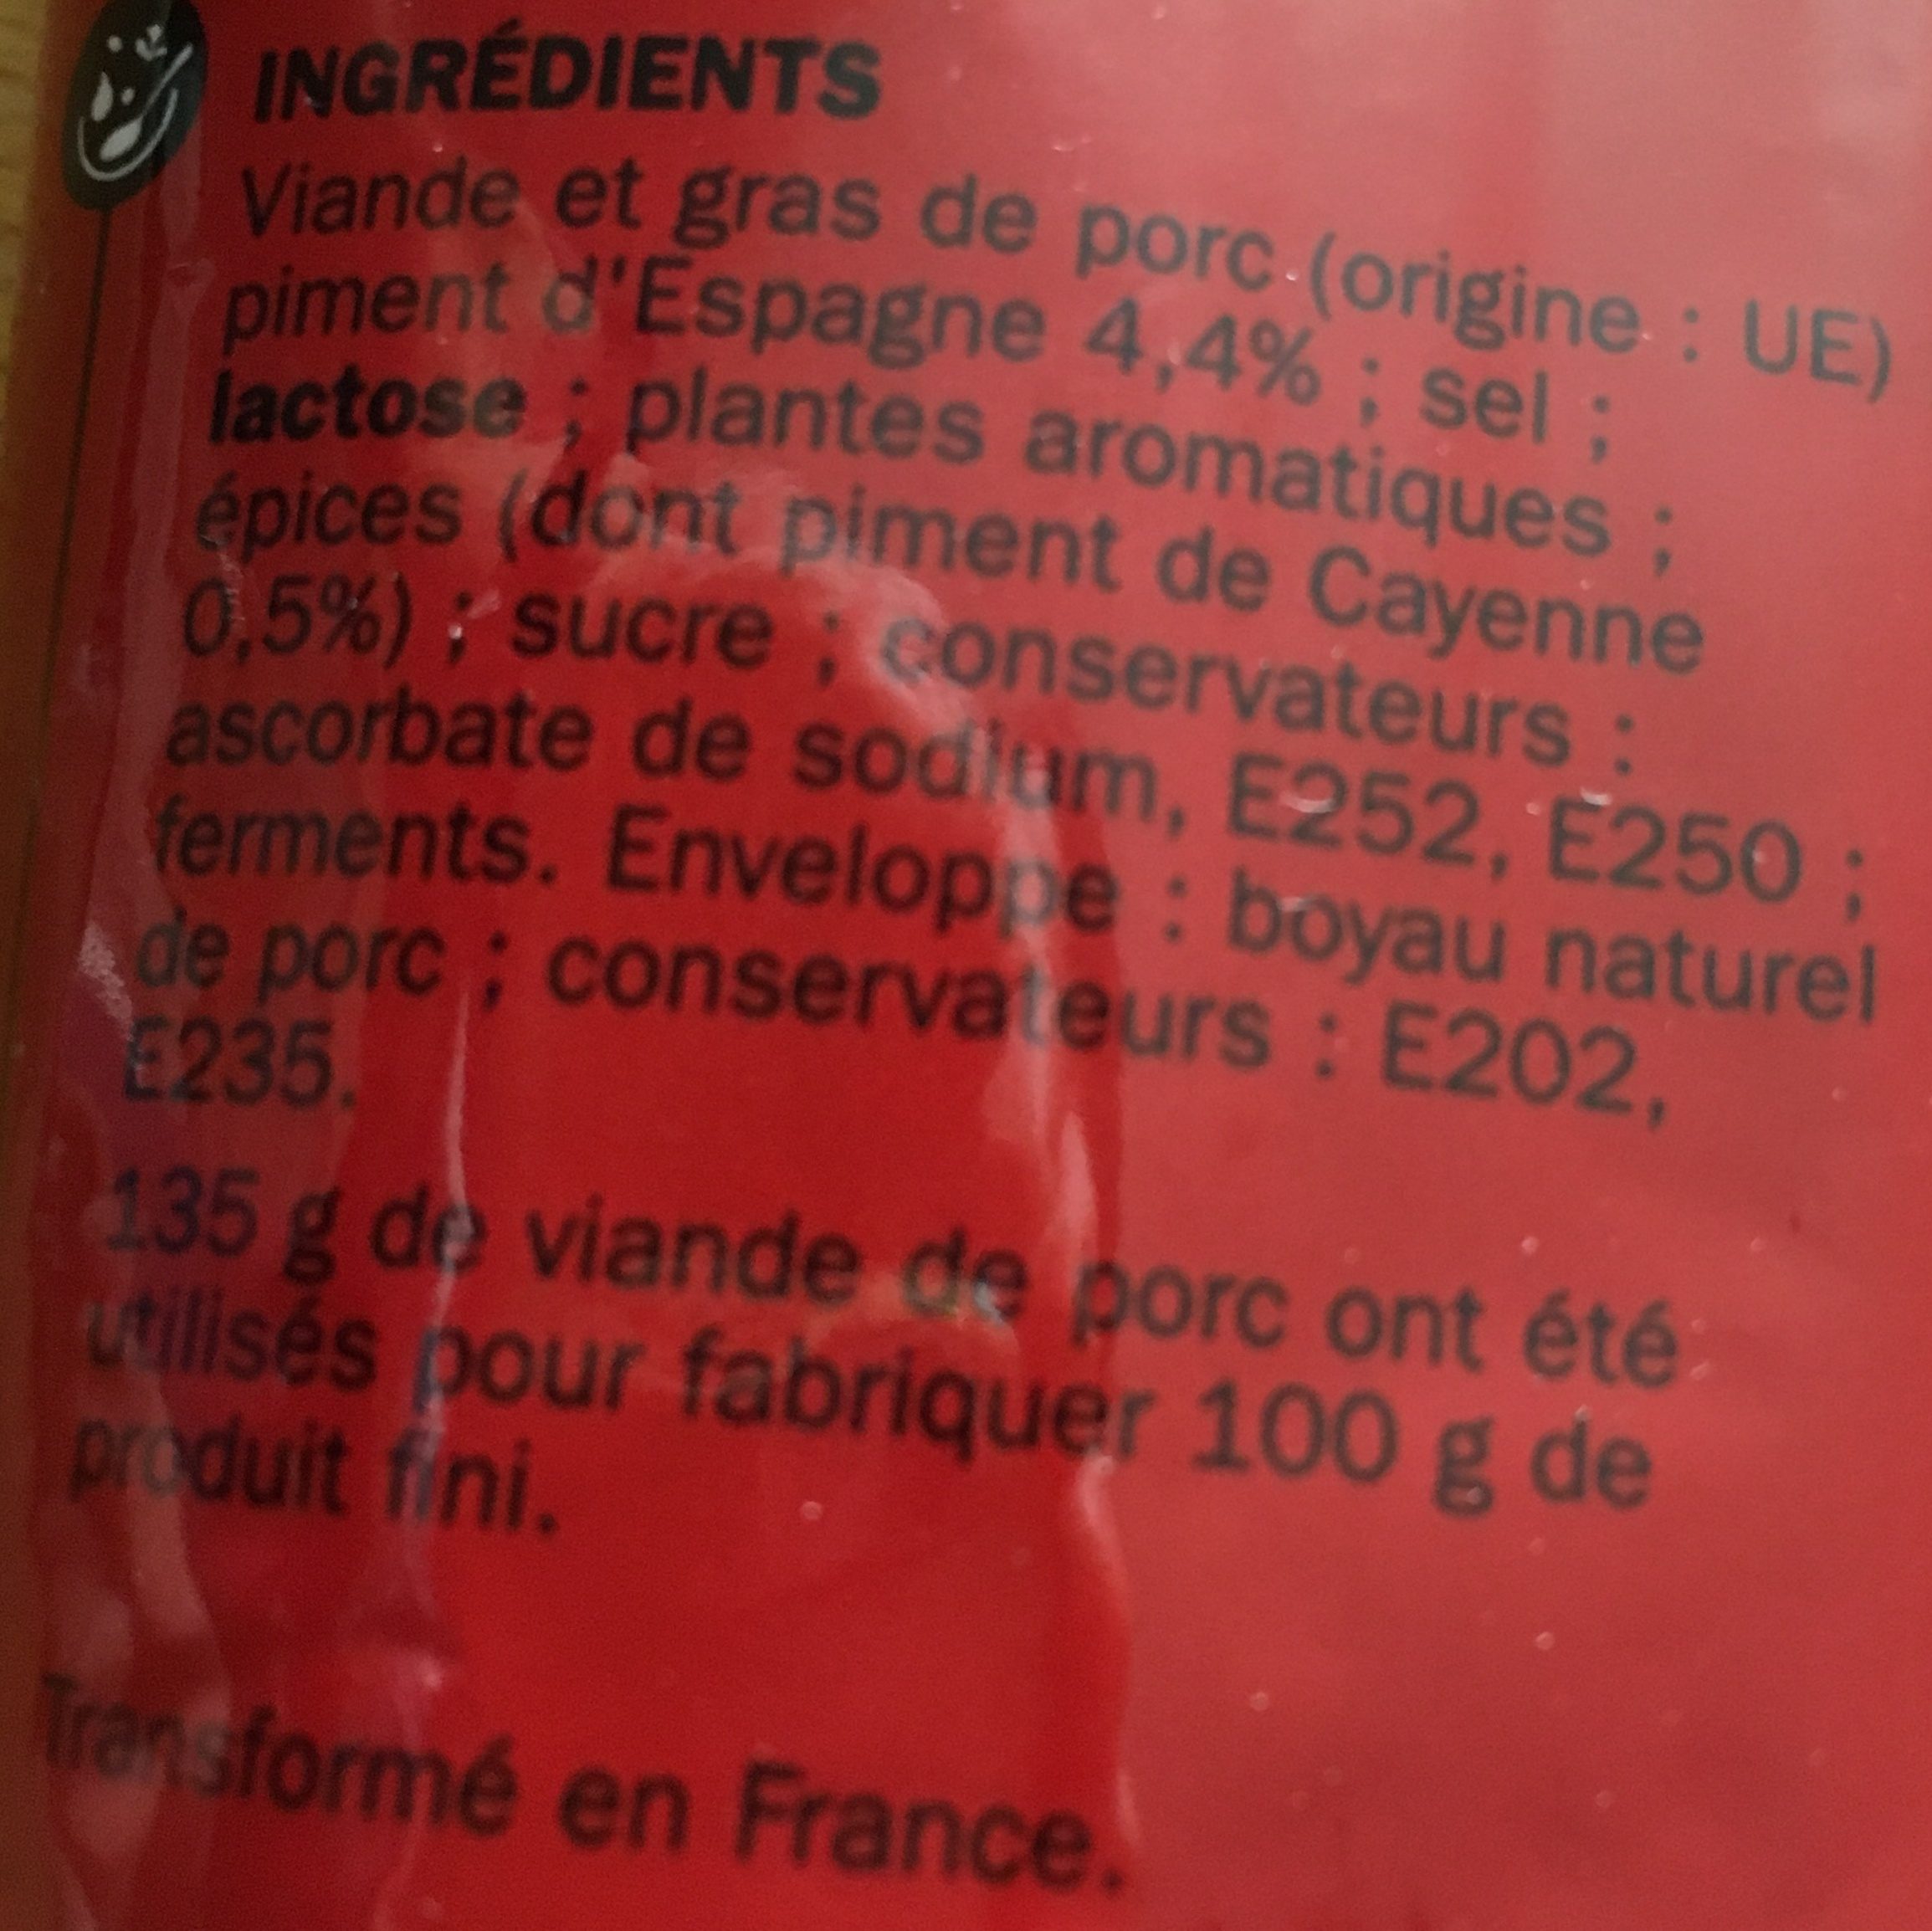 INGRÉDIENTS
Viande et gras de porc (origine : UE)
piment d'Espagne 4,4% ; sel ;
lactose ; plantes aromatiques ;
épices (dont piment de Cayenne
0,5%) ; sucre ; conservateurs :
ascorbate de sodium, E252, E250 ;
ferments. Enveloppe : boyau naturel
de porc ; conservateurs : E202,
E235.
135 g de viande de porc ont été
utilisés pour fabriquer 100 g de
produit fini.
Transformé en France.